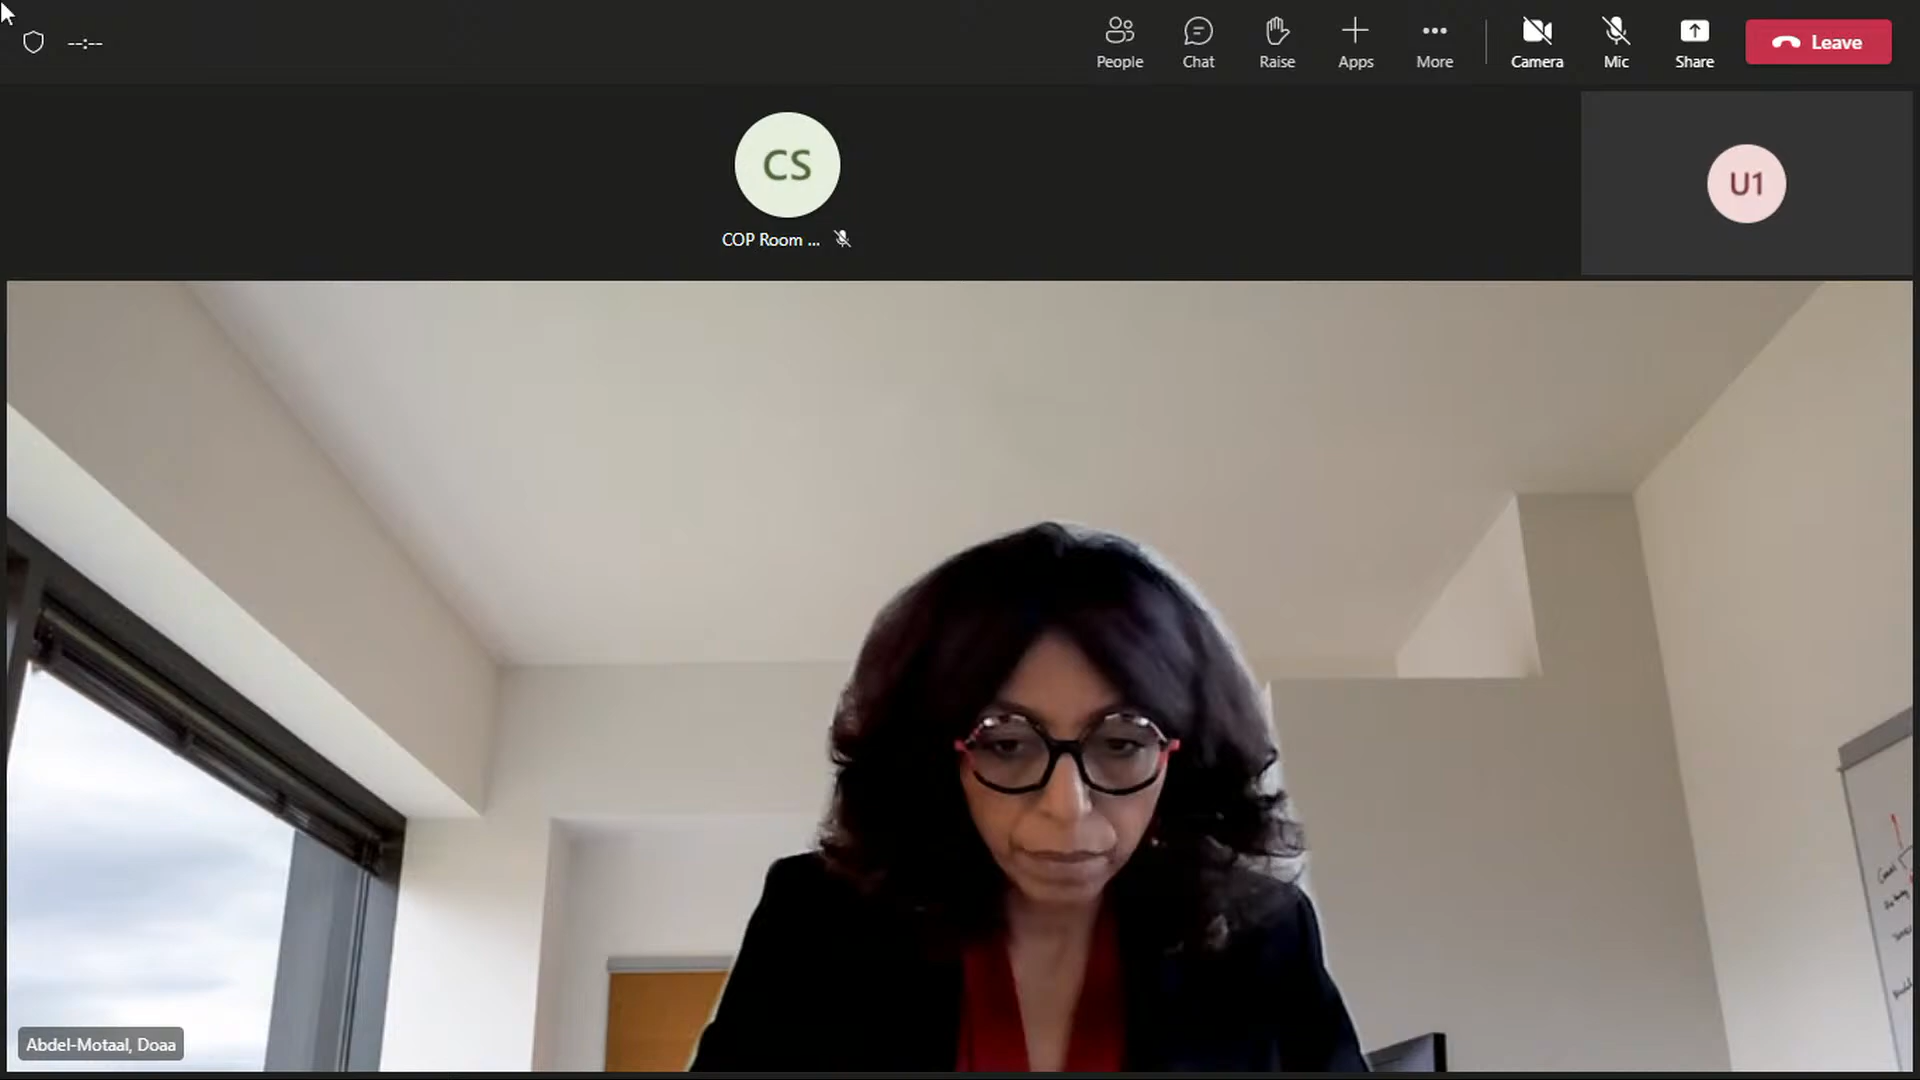 --:--
People
Chat
Raise
Apps
More
Camera
Mic
Share
Leave
CS
COP Room ...
U1
Abdel-Motaal, Doaa